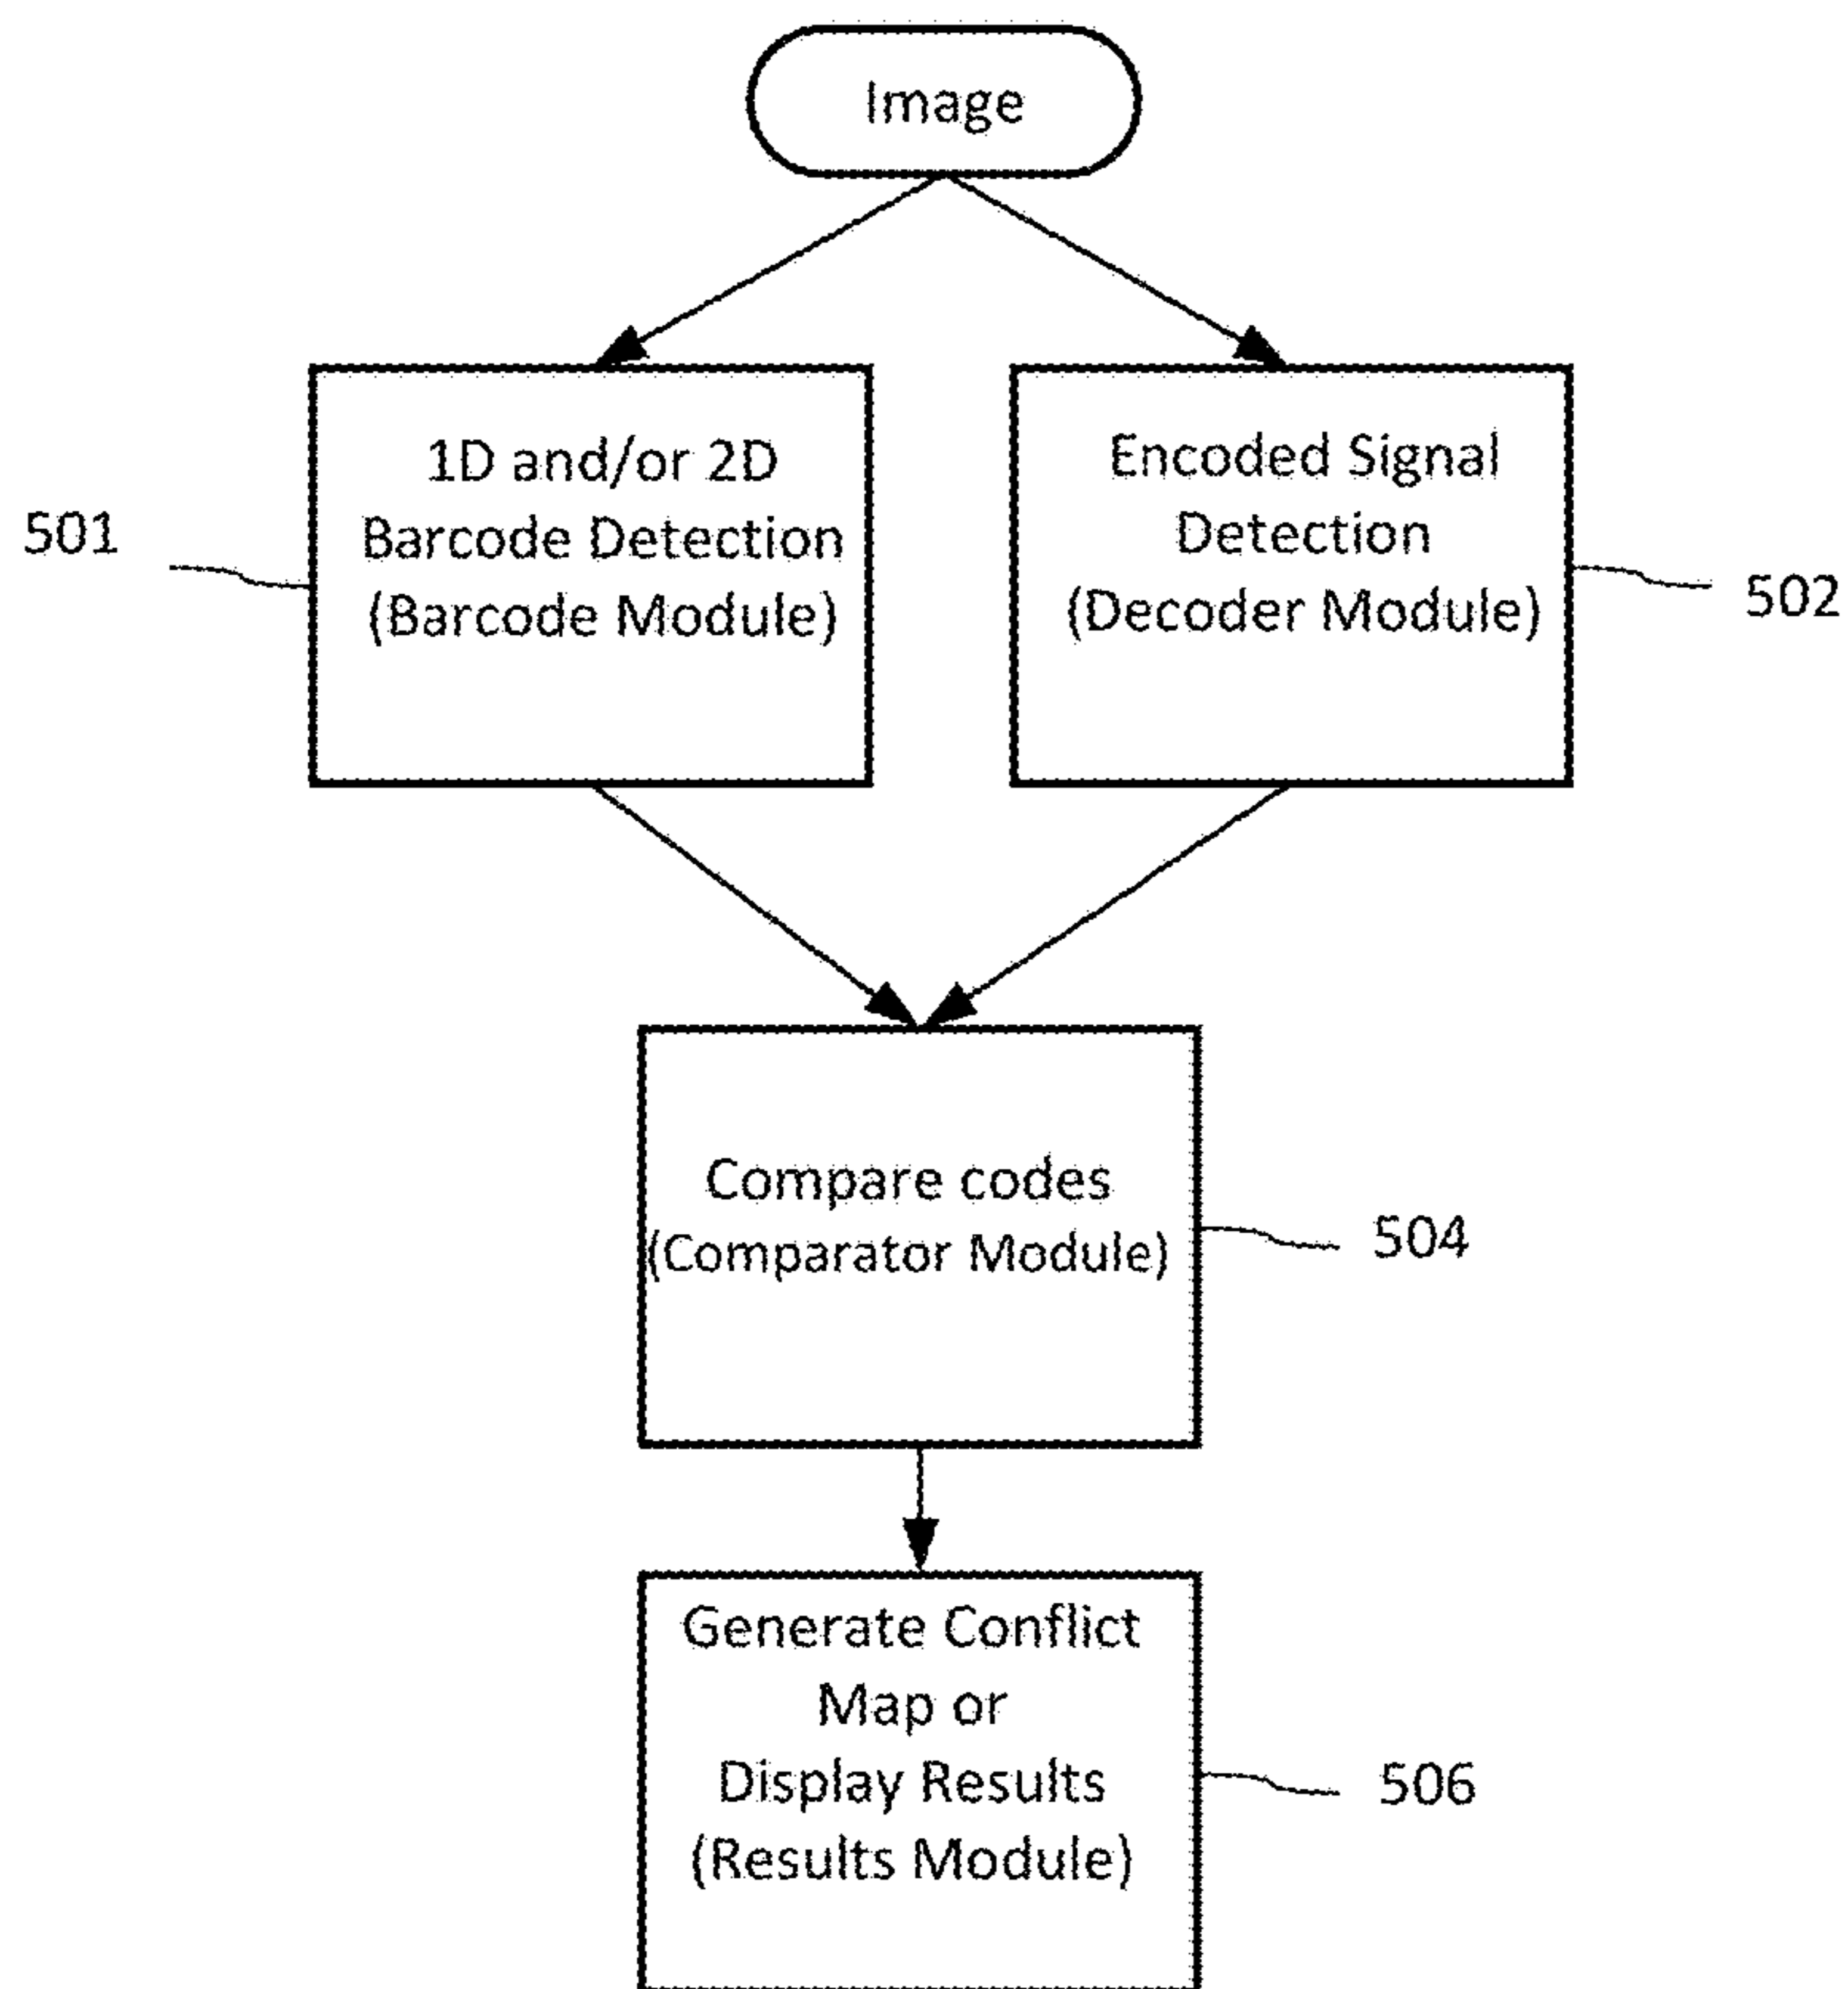 Image
1D and/or 2D
Barcode Detection
(Barcode Module)
501
Encoded Signal
Detection
(Decoder Module)
502
Compare codes
(Comparator Module)
504
Generate Conflict
Map or
Display Results
(Results Module)
506